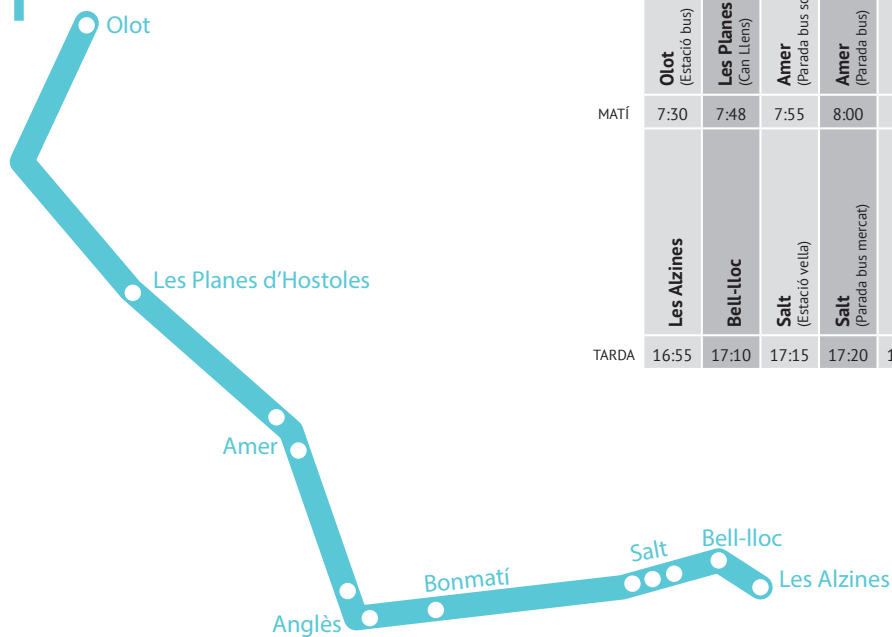 Olot
Les Planes d'Hostoles
Amer
Anglès
Bonmatí
Salt
Bell-lloc
Les Alzines
Olot
(Estació bus)
Les Planes
(Can Llens)
Amer
(Parada bus
Amer
(Parada bus)
MATÍ 7:30 7:48 7:55 8:00
Les Alzines
Bell-lloc
Salt
(Estació vella)
Salt
(Parada bus mercat)
TARDA 16:55 17:10 17:15 17:20